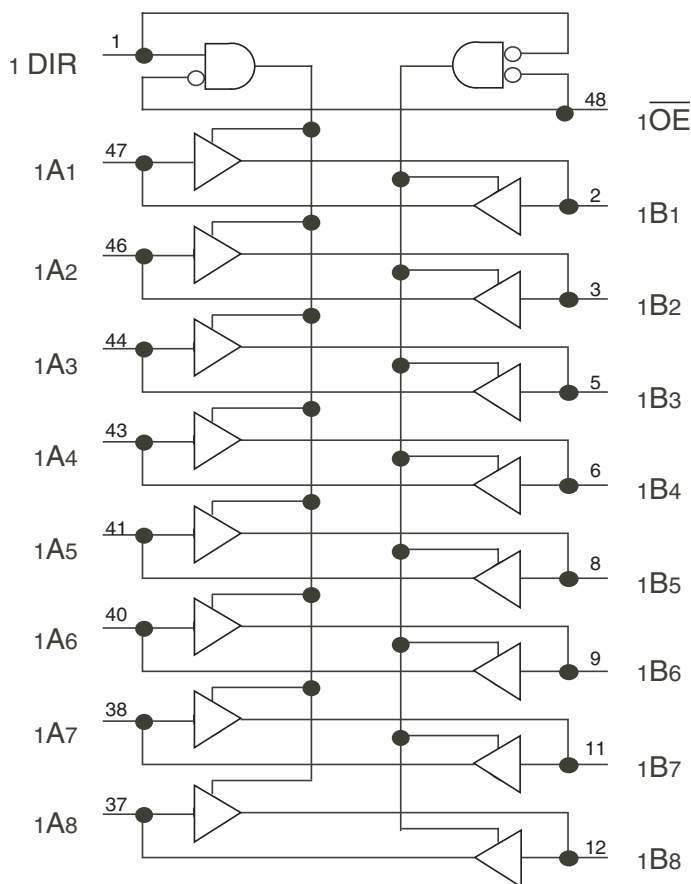 1 DIR 1
48 1O̅E̅
1A1 47
2 1B1
1A2 46
3 1B2
1A3 44
5 1B3
1A4 43
6 1B4
1A5 41
8 1B5
1A6 40
9 1B6
1A7 38
11 1B7
1A8 37
12 1B8